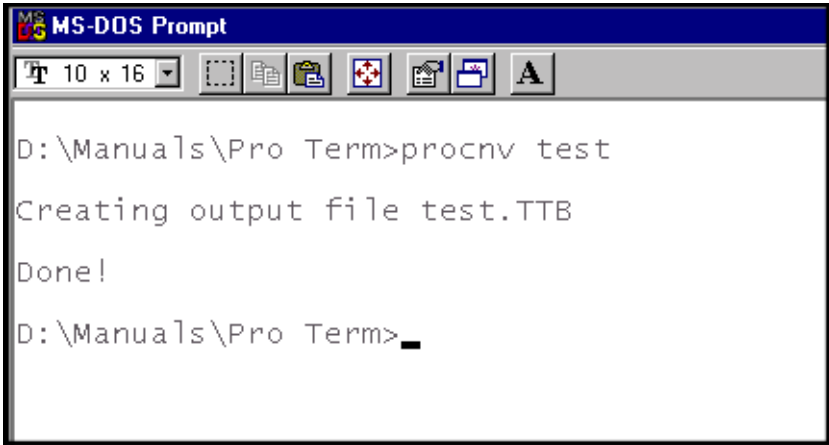 MS-DOS Prompt
10 x 16
A
D:\Manuals\Pro Term>procnv test
Creating output file test.TTB
Done!
D:\Manuals\Pro Term>